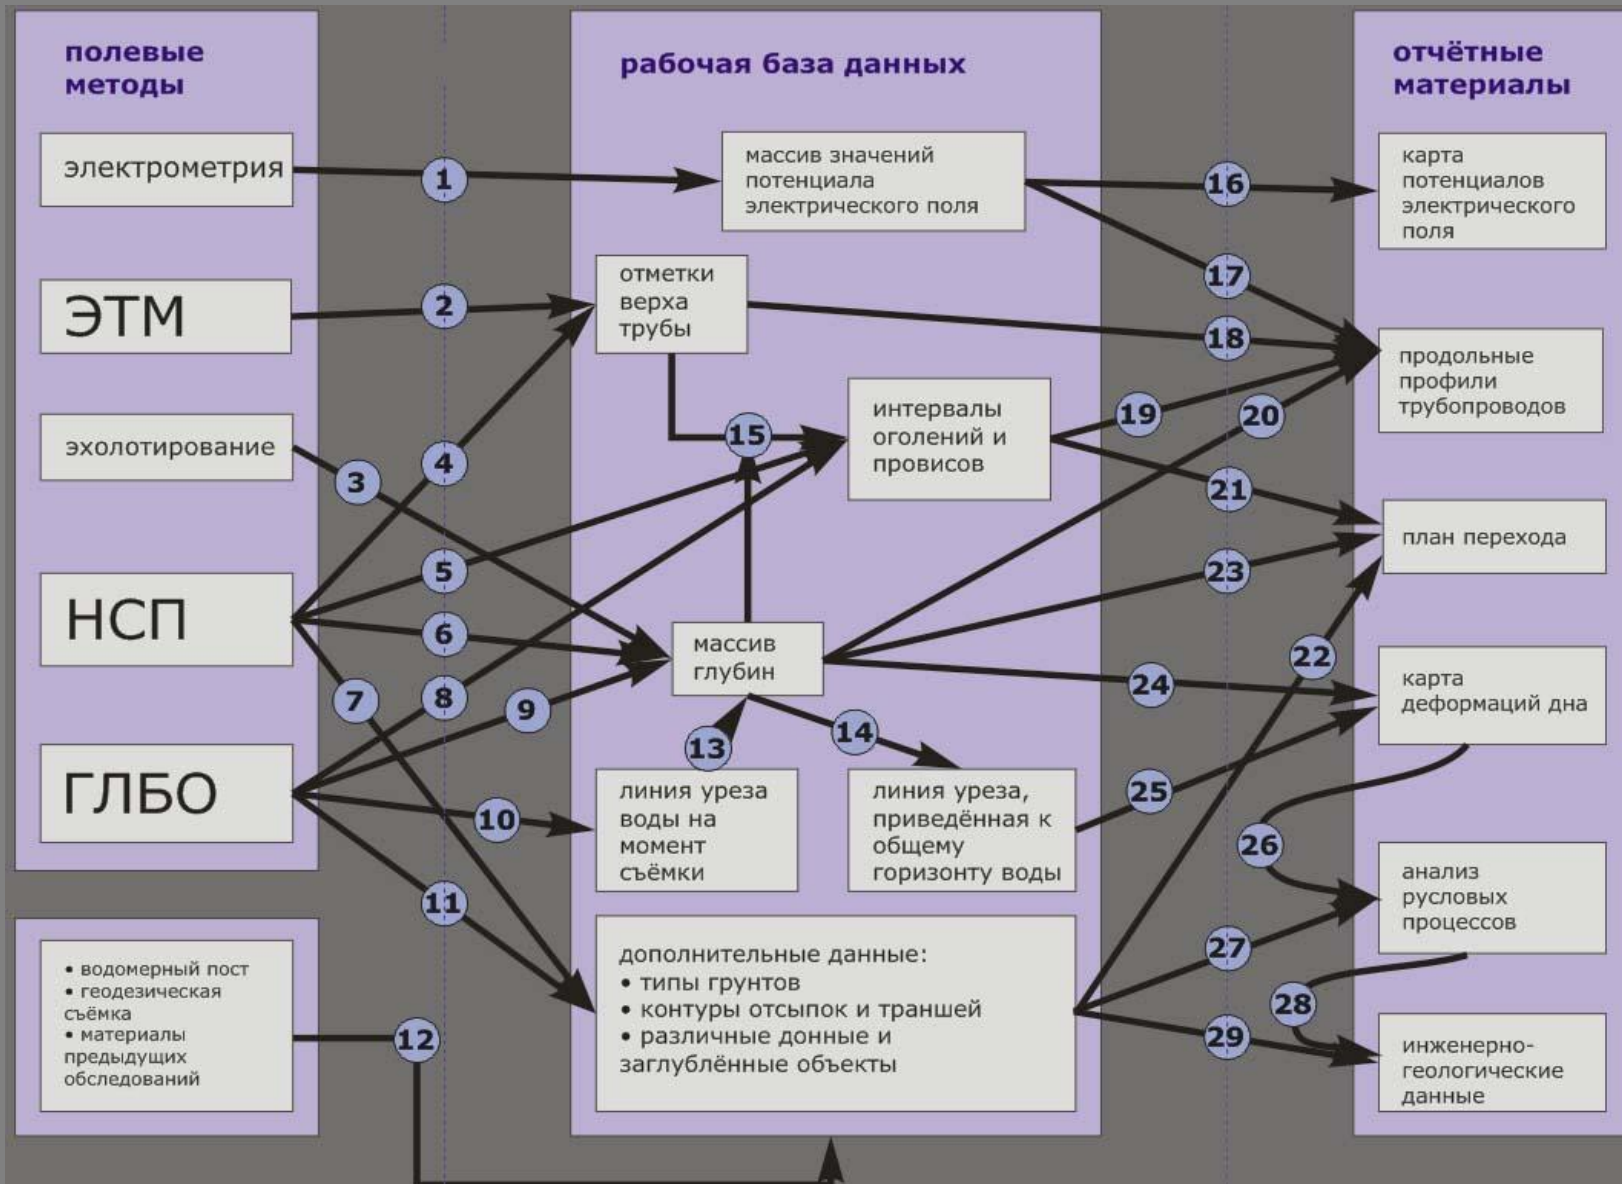 полевые
методы
электрометрия
ЭТМ
эхолотирование
НСП
ГЛБО
• водомерный пост
• геодезическая
съёмка
• материалы
предыдущих
обследований
1
2
3
4
5
6
7
8
9
10
11
12
рабочая база данных
массив значений
потенциала
электрического поля
отметки
верха
трубы
15
интервалы
оголений и
провисов
массив
глубин
13
14
линия уреза
воды на
момент
съёмки
линия уреза,
приведённая к
общему
горизонту воды
дополнительные данные:
• типы грунтов
• контуры отсыпок и траншей
• различные донные и
заглублённые объекты
16
17
18
19
20
21
23
22
24
25
26
27
28
29
отчётные
материалы
карта
потенциалов
электрического
поля
продольные
профили
трубопроводов
план перехода
карта
деформаций дна
анализ
русловых
процессов
инженерно-
геологические
данные